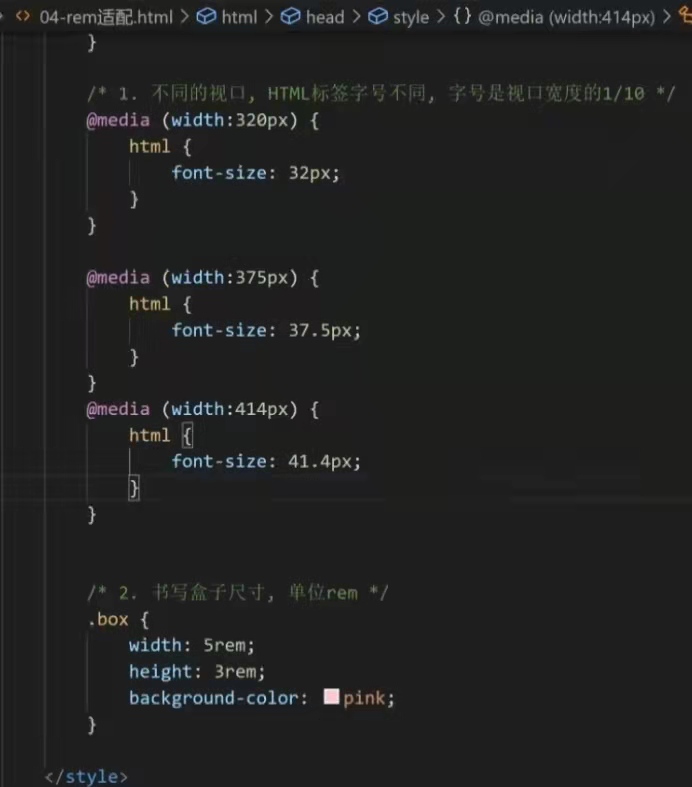 04-rem适配.html > html > head > style > {} @media (width:414px) >
}
/* 1. 不同的视口, HTML标签字号不同, 字号是视口宽度的1/10 */
@media (width:320px) {
html {
font-size: 32px;
}
}
@media (width:375px) {
html {
font-size: 37.5px;
}
}
@media (width:414px) {
html {
font-size: 41.4px;
}
}
/* 2. 书写盒子尺寸, 单位rem */
.box {
width: 5rem;
height: 3rem;
background-color: pink;
}
</style>